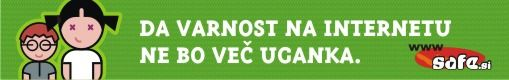 DA VARNOST NA INTERNETU
NE BO VEČ UGANKA.
www
safe.si